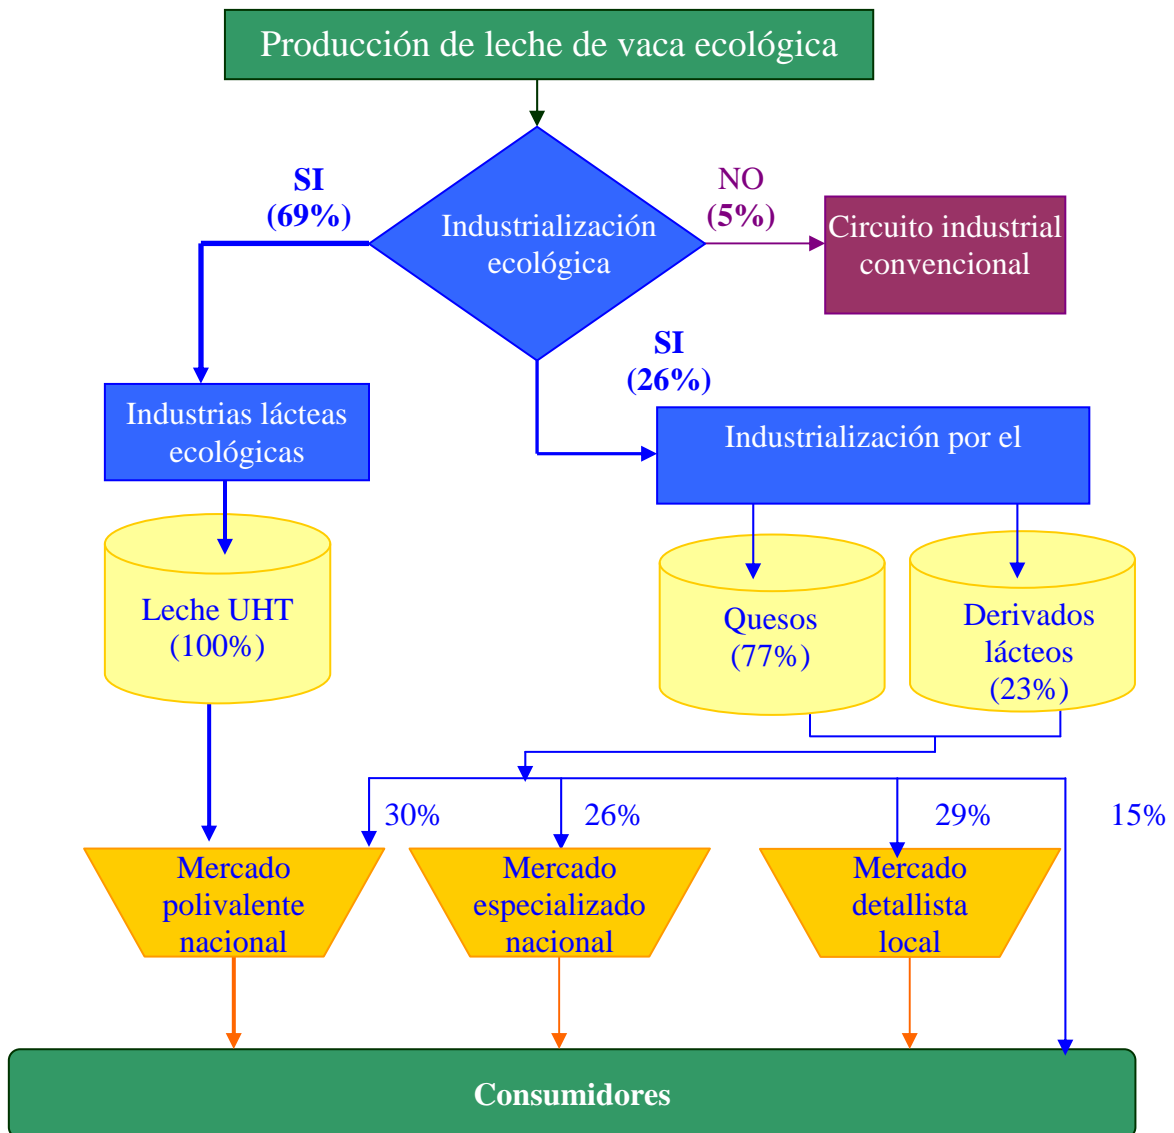 Producción de leche de vaca ecológica
SI
(69%)
NO
(5%)
Industrialización
ecológica
Circuito industrial
convencional
SI
(26%)
Industrias lácteas
ecológicas
Industrialización por el
Leche UHT
(100%)
Quesos
(77%)
Derivados
lácteos
(23%)
30%
26%
29%
15%
Mercado
polivalente
nacional
Mercado
especializado
nacional
Mercado
detallista
local
Consumidores